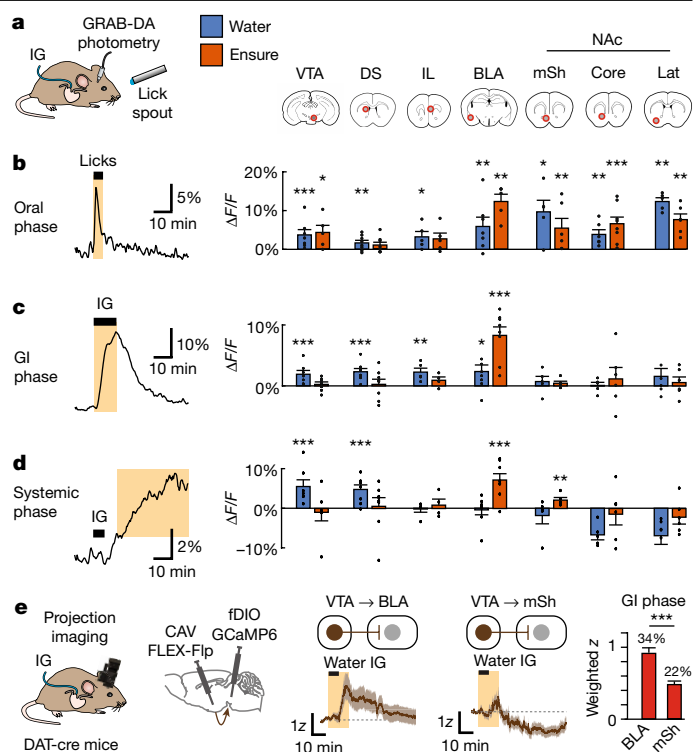 a
GRAB-DA
photometry
IG
Lick
spout
Water
Ensure
NAc
VTA DS IL BLA mSh Core Lat
b
Oral
phase
Licks
5%
10 min
ΔF/F
20%
10%
0%
*** * ** * ** ** * ** ** *** ** **
c
GI
phase
IG
10%
10 min
ΔF/F
10%
0%
*** *** ** * ***
d
Systemic
phase
IG
2%
10 min
ΔF/F
10%
0%
−10%
*** *** *** **
e
Projection
imaging
IG
DAT-cre mice
CAV
FLEX-Flp
fDIO
GCaMP6
VTA → BLA
Water IG
1z
10 min
VTA → mSh
Water IG
1z
10 min
GI phase
***
Weighted z
1
0
34%
22%
BLA
mSh